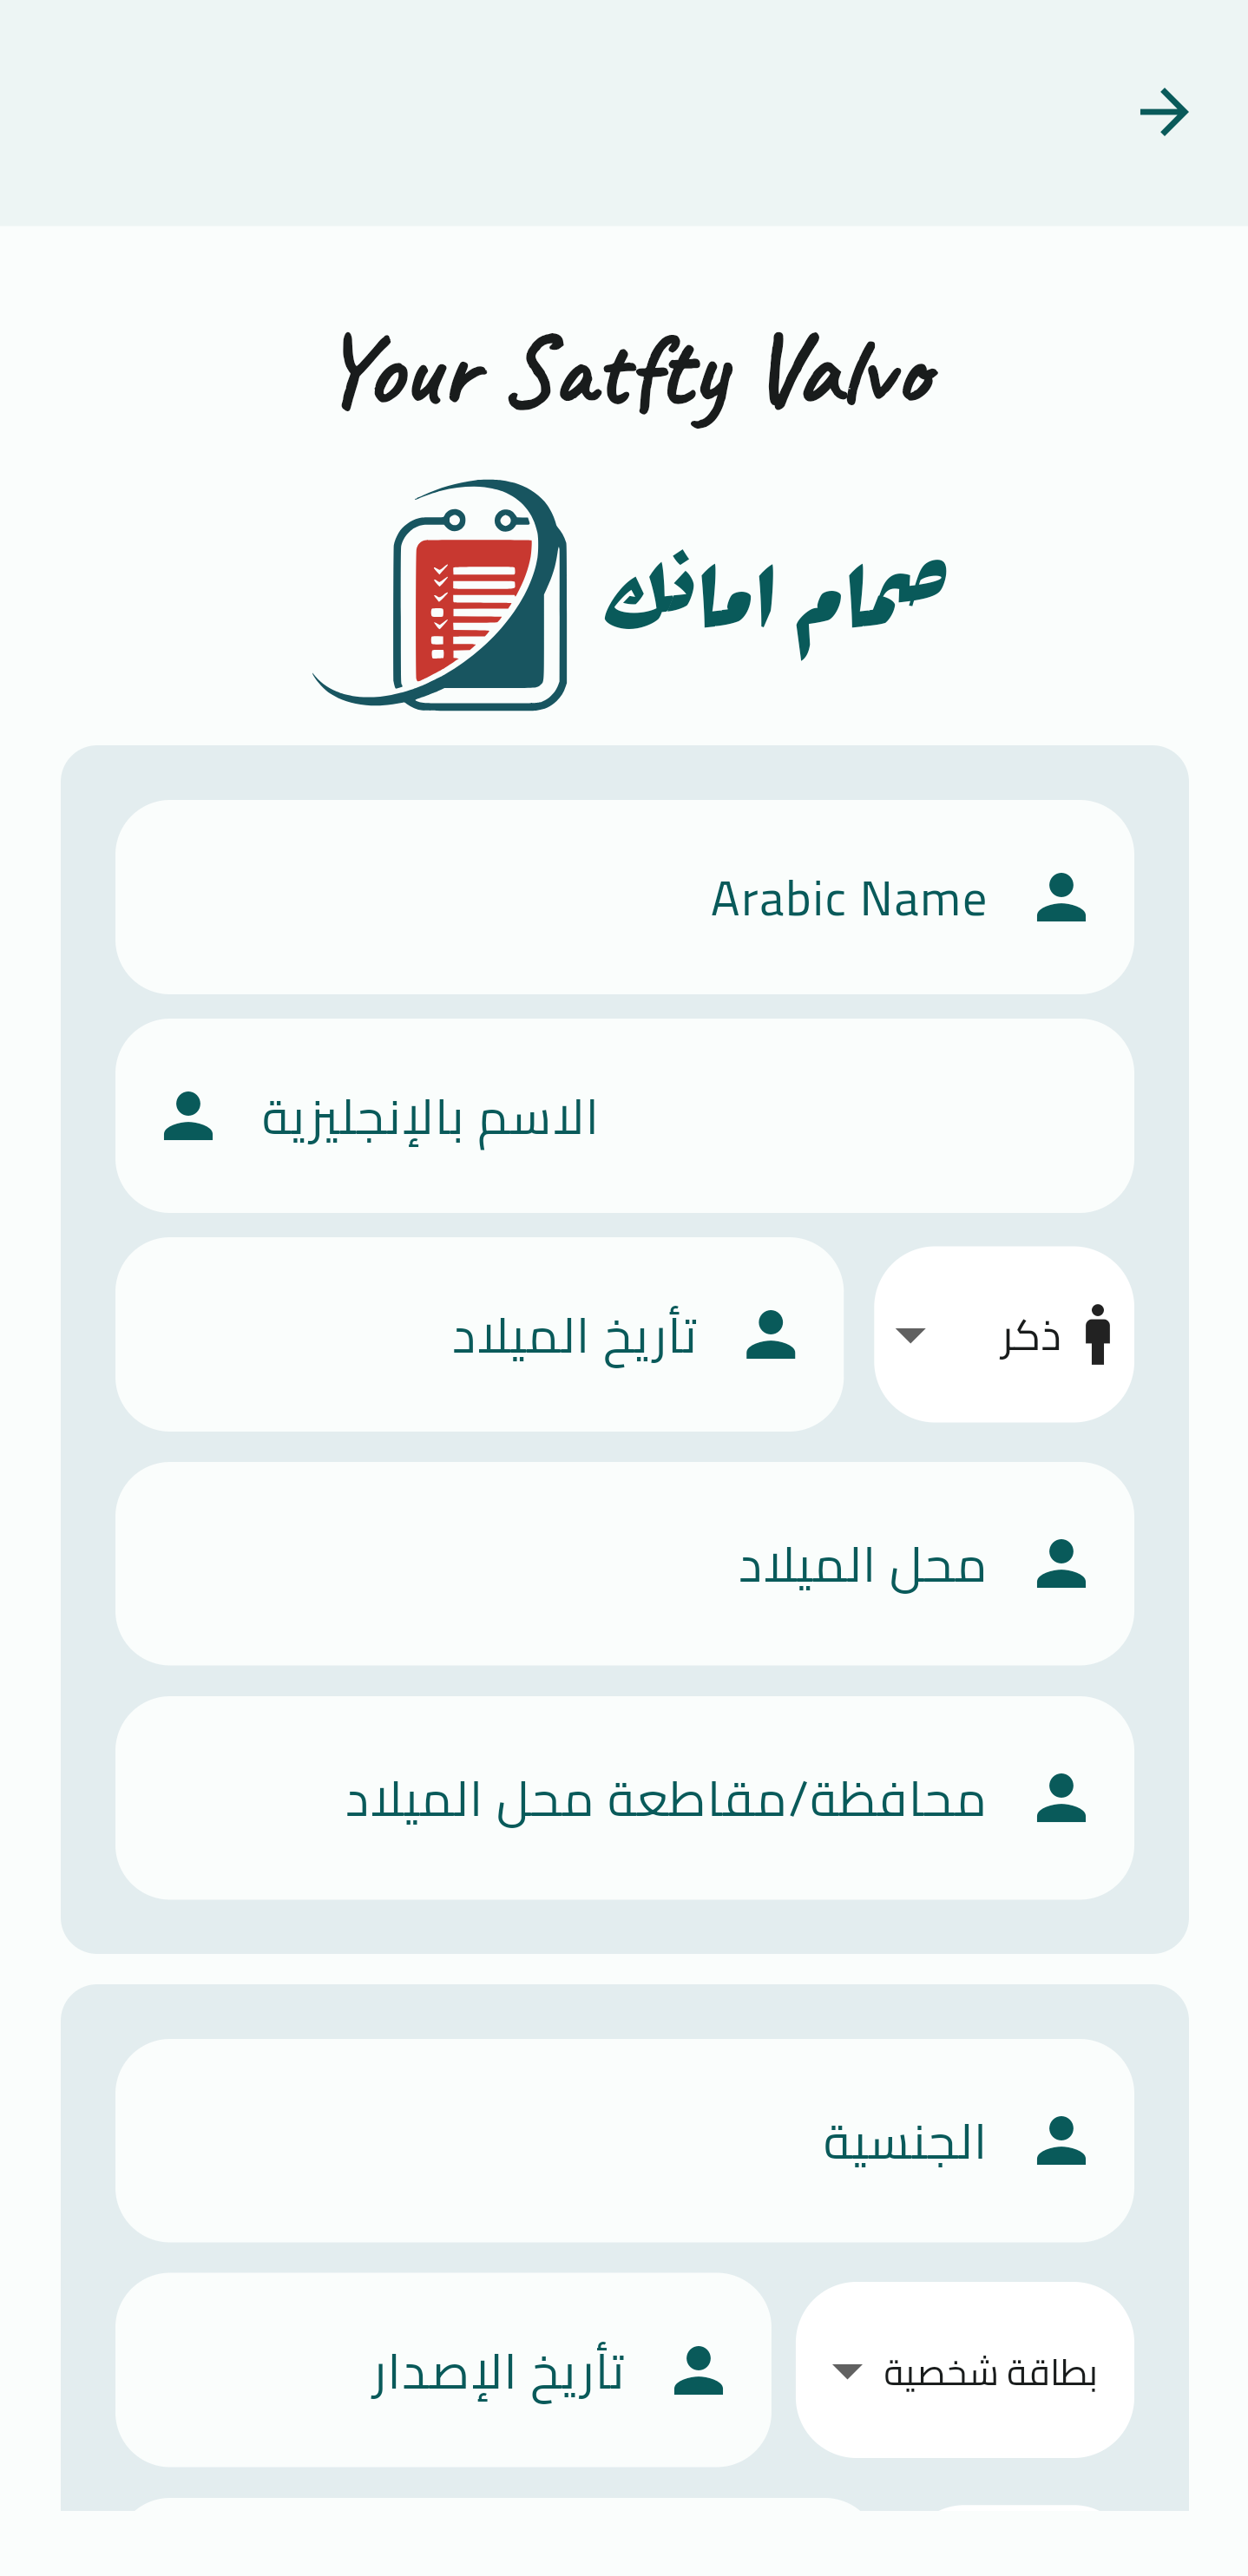 Your Satfty Valvo
صمام امانك
Arabic Name
الاسم بالإنجليزية
ذكر
تأريخ الميلاد
محل الميلاد
محافظة/مقاطعة محل الميلاد
الجنسية
بطاقة شخصية
تأريخ الإصدار